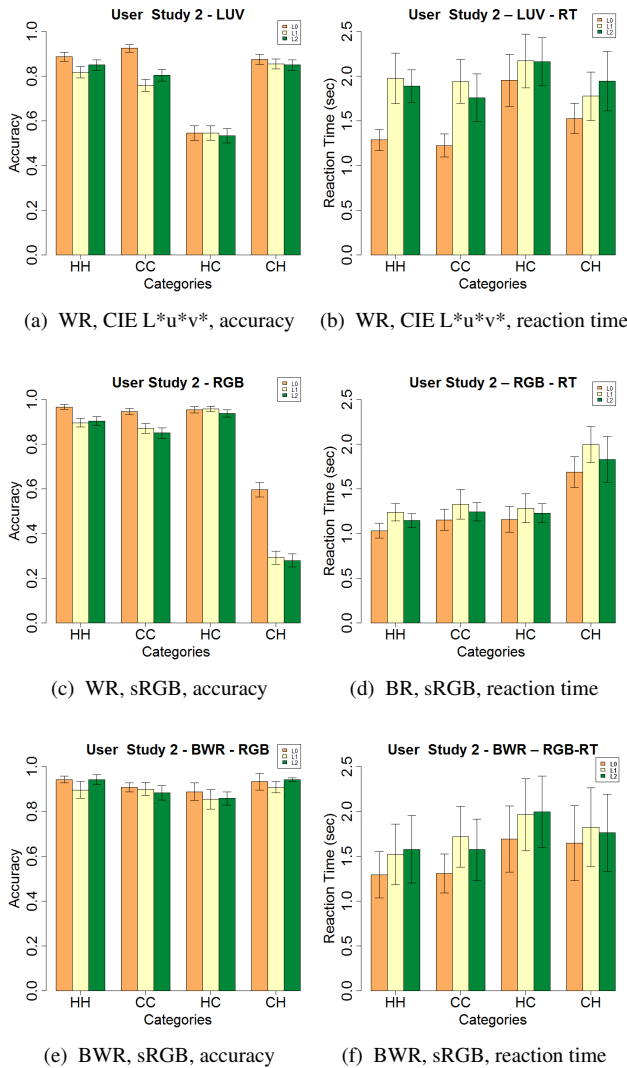 User Study 2 - LUV
L0
L1
L2
Accuracy
0.0 0.2 0.4 0.6 0.8 1.0
HH CC HC CH
Categories
(a) WR, CIE L*u*v*, accuracy
User Study 2 – LUV - RT
L0
L1
L2
Reaction Time (sec)
0.0 0.5 1.0 1.5 2.0 2.5
HH CC HC CH
Categories
(b) WR, CIE L*u*v*, reaction time
User Study 2 - RGB
L0
L1
L2
Accuracy
0.0 0.2 0.4 0.6 0.8 1.0
HH CC HC CH
Categories
(c) WR, sRGB, accuracy
User Study 2 – RGB - RT
L0
L1
L2
Reaction Time (sec)
0.0 0.5 1.0 1.5 2.0 2.5
HH CC HC CH
Categories
(d) BR, sRGB, reaction time
User Study 2 - BWR - RGB
L0
L1
L2
Accuracy
0.0 0.2 0.4 0.6 0.8 1.0
HH CC HC CH
Categories
(e) BWR, sRGB, accuracy
User Study 2 - BWR – RGB-RT
L0
L1
L2
Reaction Time (sec)
0.0 0.5 1.0 1.5 2.0 2.5
HH CC HC CH
Categories
(f) BWR, sRGB, reaction time